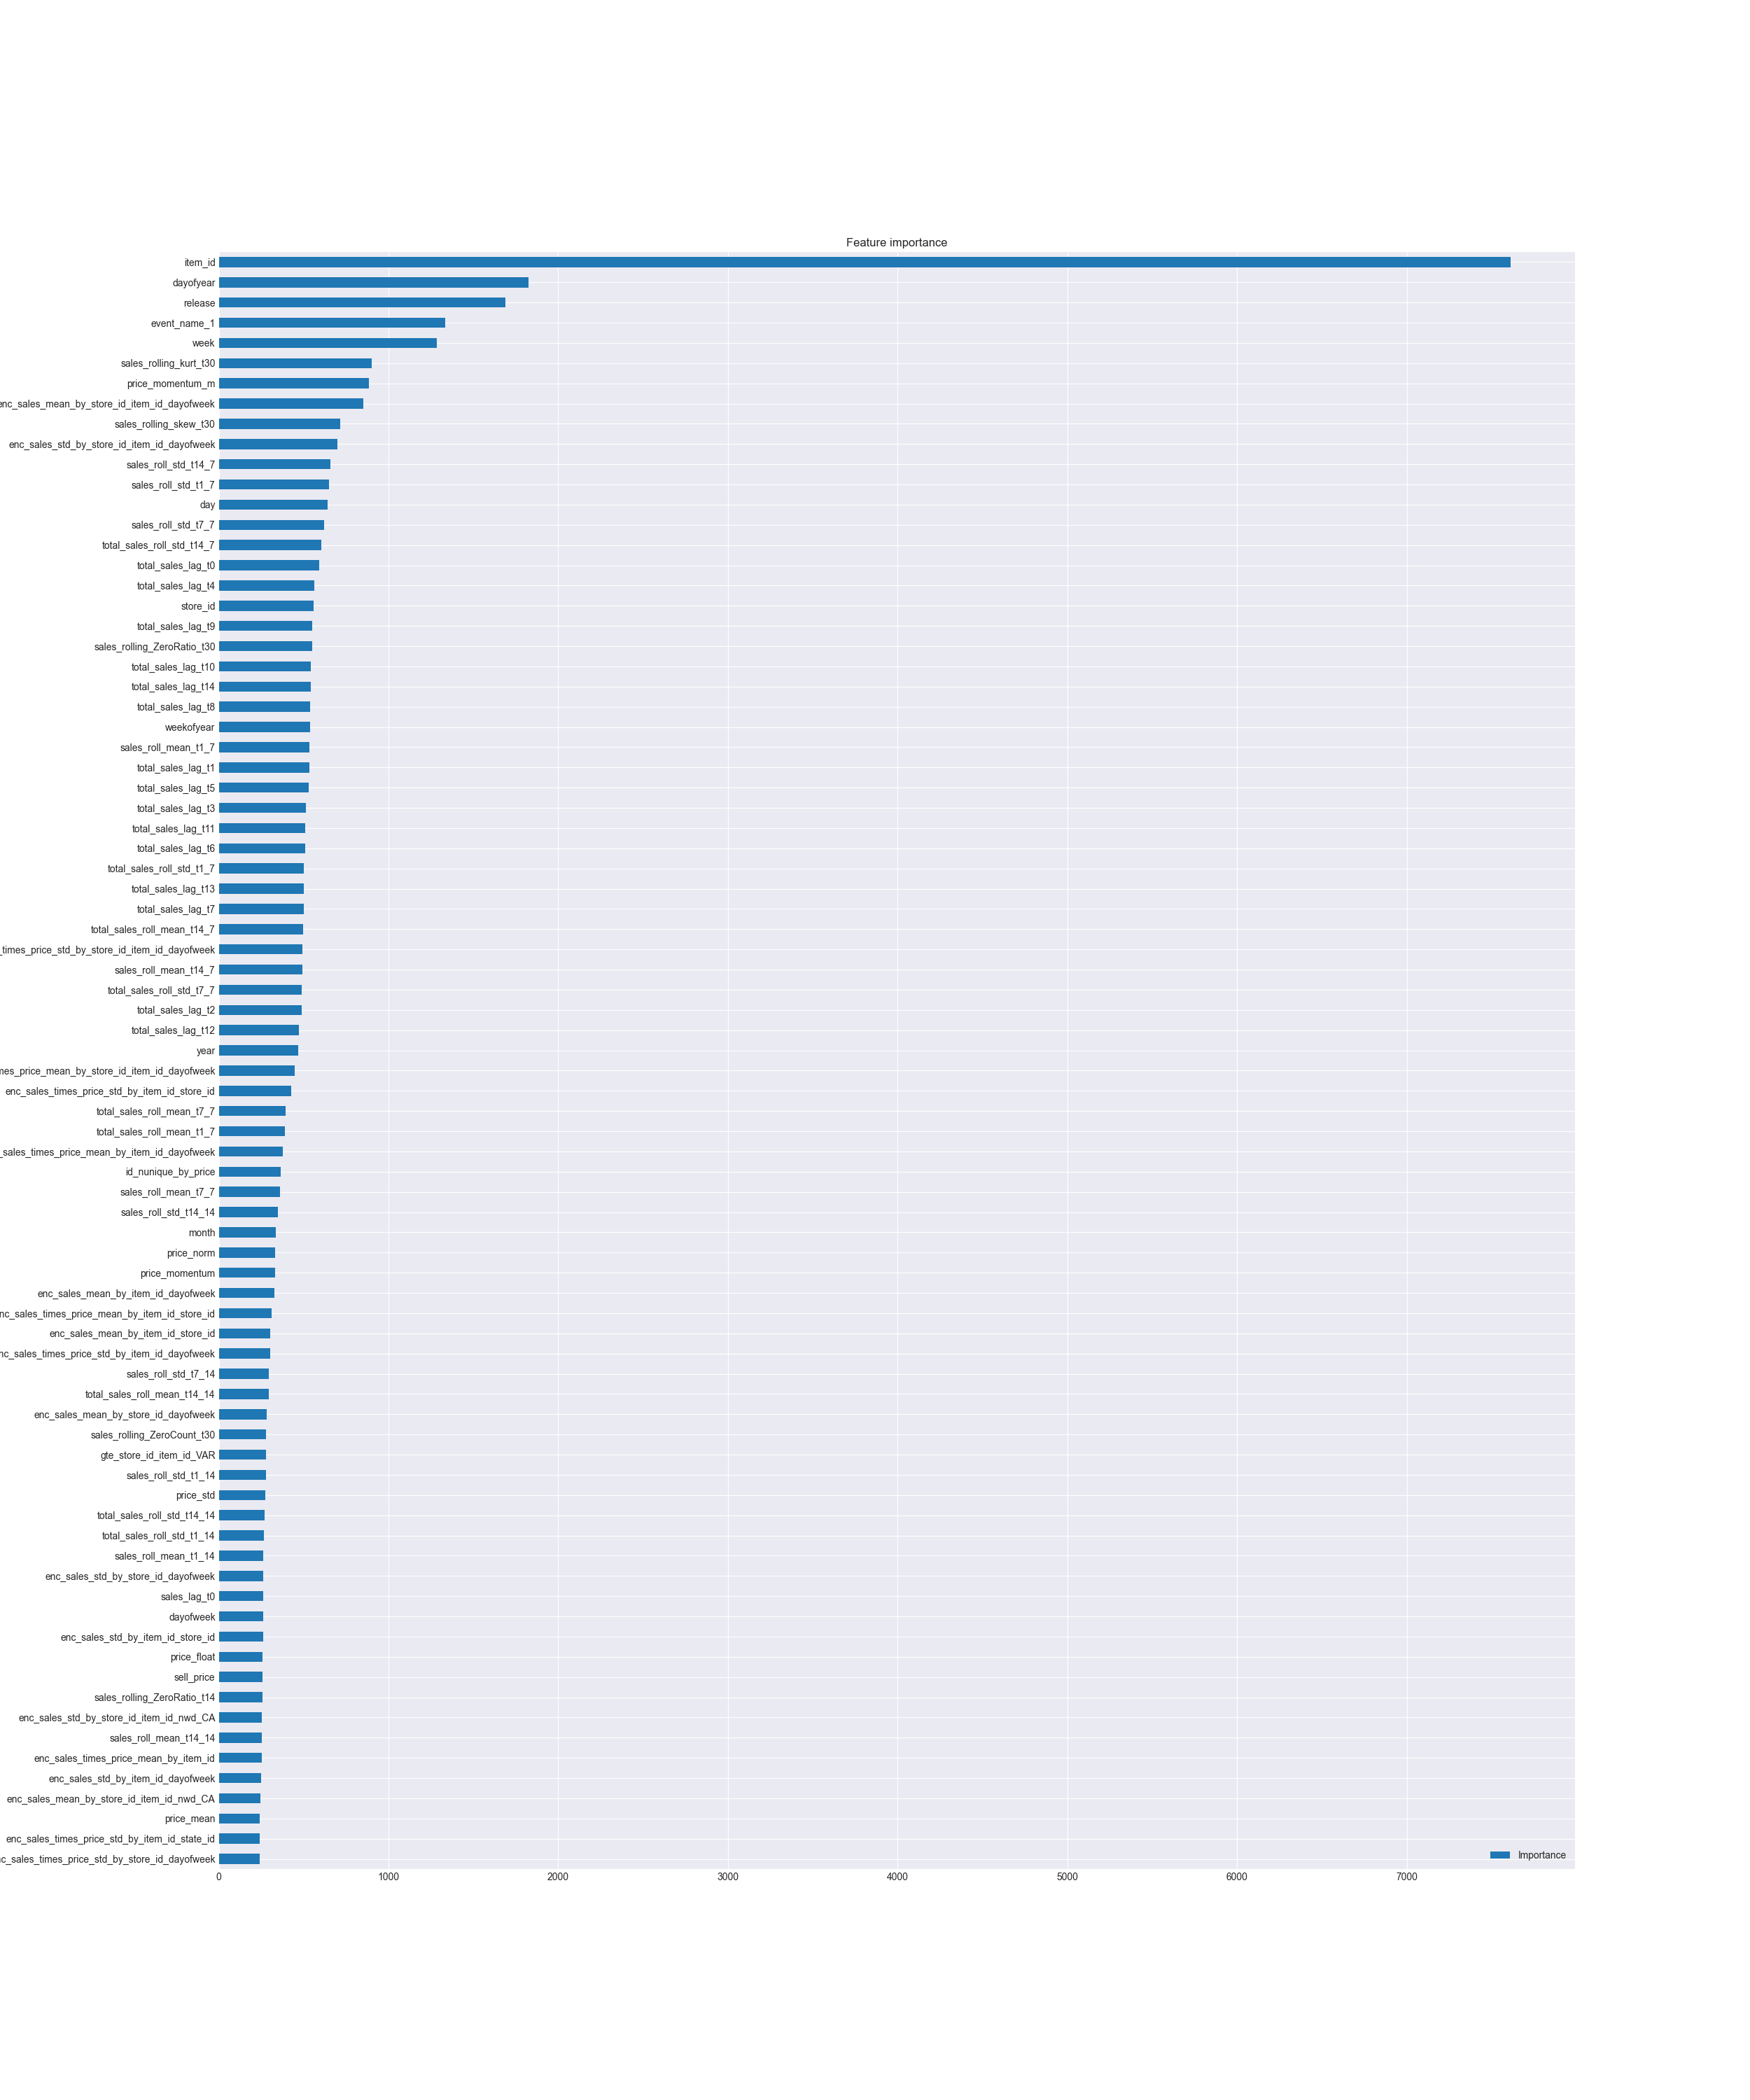 Feature importance
item_id
dayofyear
release
event_name_1
week
sales_rolling_kurt_t30
price_momentum_m
enc_sales_mean_by_store_id_item_id_dayofweek
sales_rolling_skew_t30
enc_sales_std_by_store_id_item_id_dayofweek
sales_roll_std_t14_7
sales_roll_std_t1_7
day
sales_roll_std_t7_7
total_sales_roll_std_t14_7
total_sales_lag_t0
total_sales_lag_t4
store_id
total_sales_lag_t9
sales_rolling_ZeroRatio_t30
total_sales_lag_t10
total_sales_lag_t14
total_sales_lag_t8
weekofyear
sales_roll_mean_t1_7
total_sales_lag_t1
total_sales_lag_t5
total_sales_lag_t3
total_sales_lag_t11
total_sales_lag_t6
total_sales_roll_std_t1_7
total_sales_lag_t13
total_sales_lag_t7
total_sales_roll_mean_t14_7
_times_price_std_by_store_id_item_id_dayofweek
sales_roll_mean_t14_7
total_sales_roll_std_t7_7
total_sales_lag_t2
total_sales_lag_t12
year
mes_price_mean_by_store_id_item_id_dayofweek
enc_sales_times_price_std_by_item_id_store_id
total_sales_roll_mean_t7_7
total_sales_roll_mean_t1_7
_sales_times_price_mean_by_item_id_dayofweek
id_nunique_by_price
sales_roll_mean_t7_7
sales_roll_std_t14_14
month
price_norm
price_momentum
enc_sales_mean_by_item_id_dayofweek
nc_sales_times_price_mean_by_item_id_store_id
enc_sales_mean_by_item_id_store_id
nc_sales_times_price_std_by_item_id_dayofweek
sales_roll_std_t7_14
total_sales_roll_mean_t14_14
enc_sales_mean_by_store_id_dayofweek
sales_rolling_ZeroCount_t30
gte_store_id_item_id_VAR
sales_roll_std_t1_14
price_std
total_sales_roll_std_t14_14
total_sales_roll_std_t1_14
sales_roll_mean_t1_14
enc_sales_std_by_store_id_dayofweek
sales_lag_t0
dayofweek
enc_sales_std_by_item_id_store_id
price_float
sell_price
sales_rolling_ZeroRatio_t14
enc_sales_std_by_store_id_item_id_nwd_CA
sales_roll_mean_t14_14
enc_sales_times_price_mean_by_item_id
enc_sales_std_by_item_id_dayofweek
enc_sales_mean_by_store_id_item_id_nwd_CA
price_mean
enc_sales_times_price_std_by_item_id_state_id
nc_sales_times_price_std_by_store_id_dayofweek
Importance
0 1000 2000 3000 4000 5000 6000 7000